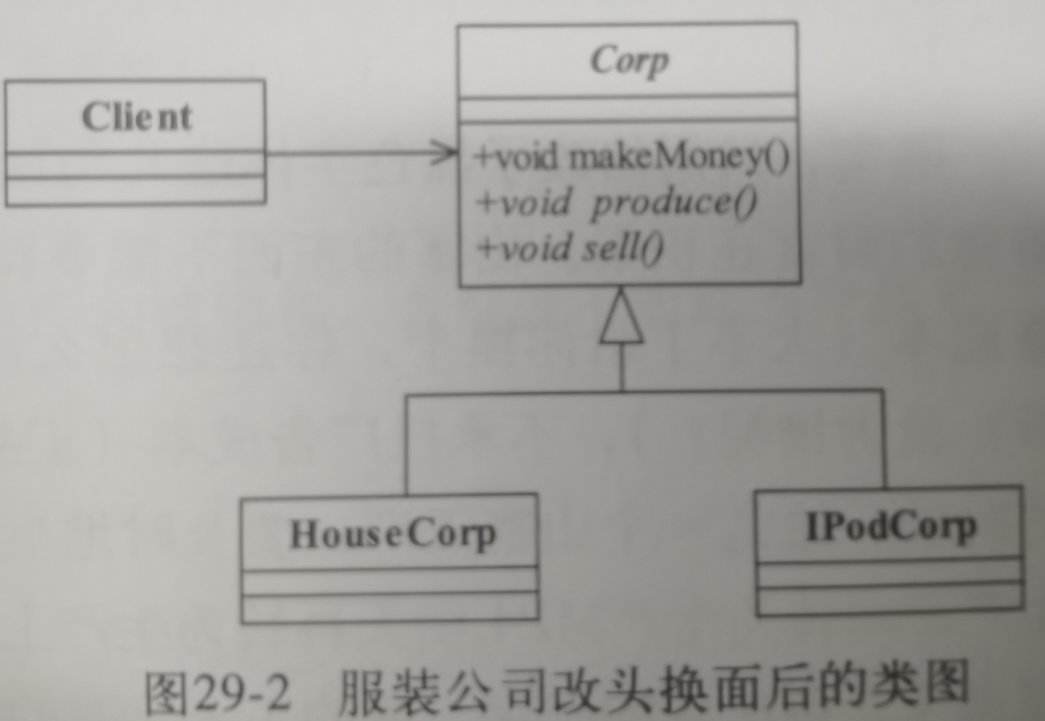 Corp
Client
+void makeMoney()
+void produce()
+void sell()
HouseCorp
IPodCorp
图29-2 服装公司改头换面后的类图